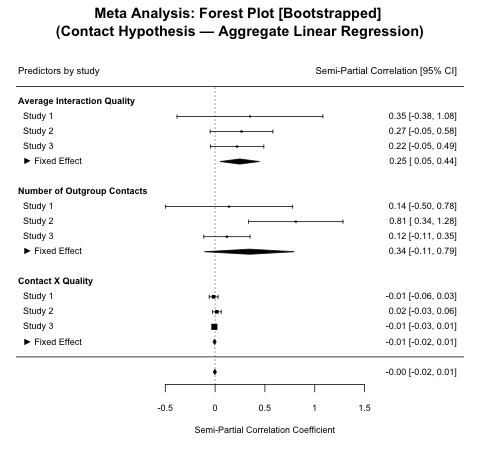 Meta Analysis: Forest Plot [Bootstrapped]
(Contact Hypothesis — Aggregate Linear Regression)
Predictors by study Semi-Partial Correlation [95% CI]
Average Interaction Quality
Study 1 0.35 [-0.38, 1.08]
Study 2 0.27 [-0.05, 0.58]
Study 3 0.22 [-0.05, 0.49]
► Fixed Effect 0.25 [ 0.05, 0.44]
Number of Outgroup Contacts
Study 1 0.14 [-0.50, 0.78]
Study 2 0.81 [ 0.34, 1.28]
Study 3 0.12 [-0.11, 0.35]
► Fixed Effect 0.34 [-0.11, 0.79]
Contact X Quality
Study 1 -0.01 [-0.06, 0.03]
Study 2 0.02 [-0.03, 0.06]
Study 3 -0.01 [-0.03, 0.01]
► Fixed Effect -0.01 [-0.02, 0.01]
-0.00 [-0.02, 0.01]
-0.5 0 0.5 1 1.5
Semi-Partial Correlation Coefficient